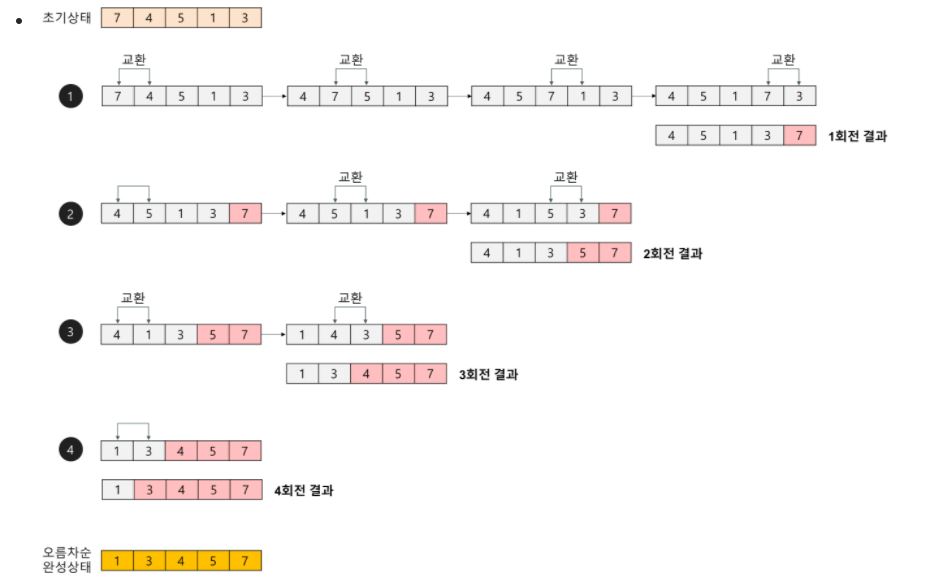 초기상태 7 4 5 1 3
교환 교환 교환 교환
1 7 4 5 1 3 4 7 5 1 3 4 5 7 1 3 4 5 1 7 3
4 5 1 3 7 1회전 결과
교환 교환
2 4 5 1 3 7 4 5 1 3 7 4 1 5 3 7
4 1 3 5 7 2회전 결과
교환 교환
3 4 1 3 5 7 1 4 3 5 7
1 3 4 5 7 3회전 결과
4 1 3 4 5 7
1 3 4 5 7 4회전 결과
오름차순
완성상태 1 3 4 5 7